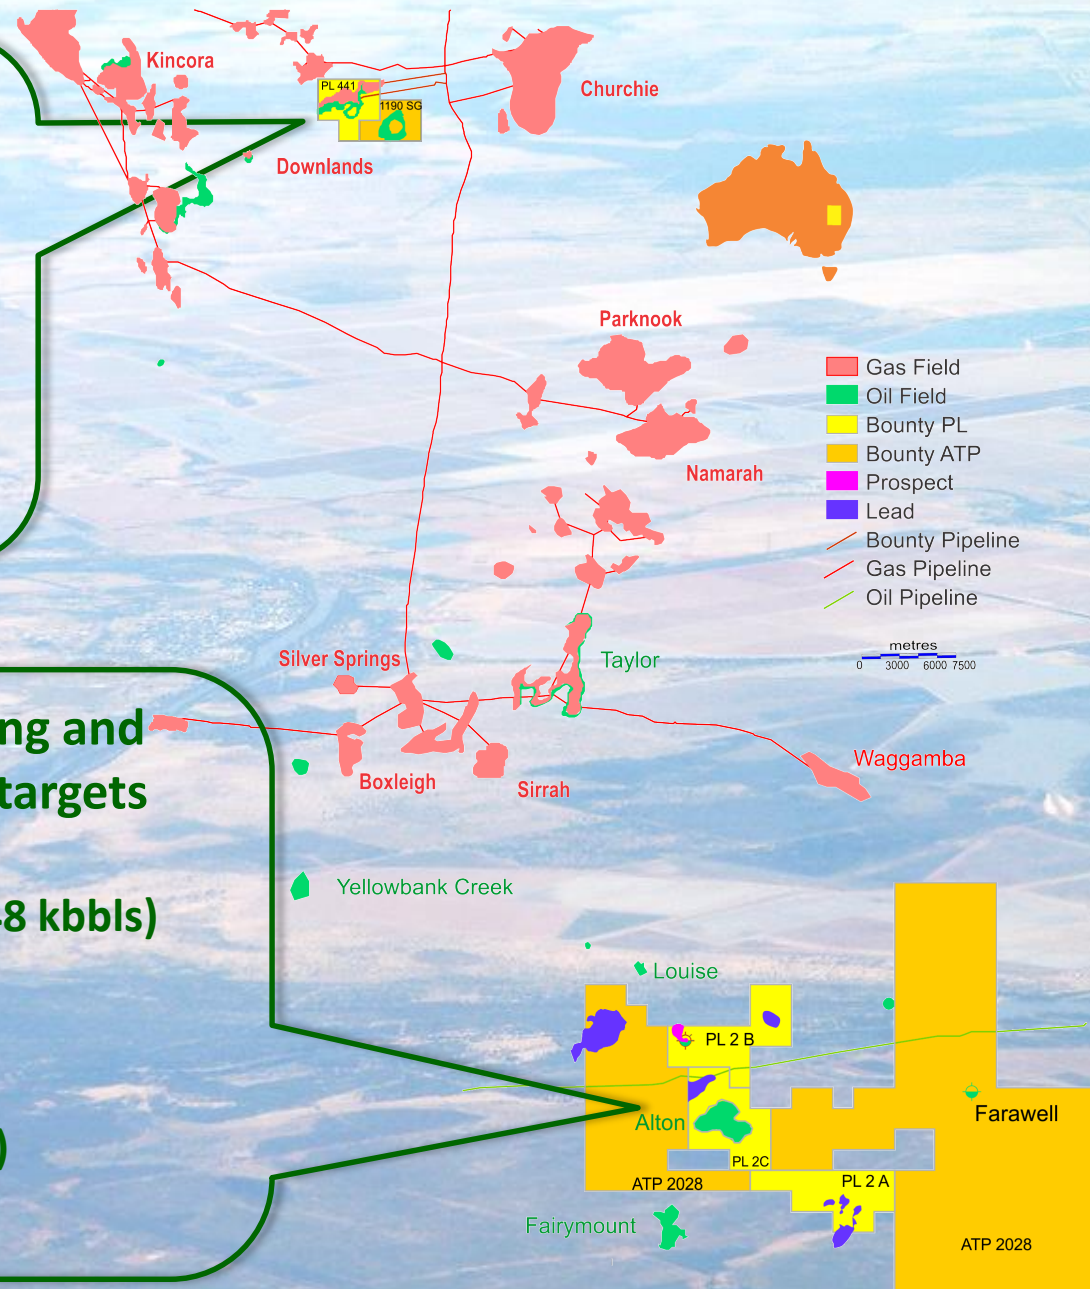 Kincora
PL 441
1190 SG
Churchie
Downlands
Parknook
Namarah
Gas Field
Oil Field
Bounty PL
Bounty ATP
Prospect
Lead
Bounty Pipeline
Gas Pipeline
Oil Pipeline
metres
0 3000 6000 7500
Silver Springs
Taylor
ng and
targets
Boxleigh
Sirrah
Waggamba
Yellowbank Creek
8 kbbls)
Louise
PL 2 B
Alton
Farawell
PL 2C
ATP 2028
PL 2 A
Fairymount
ATP 2028
)